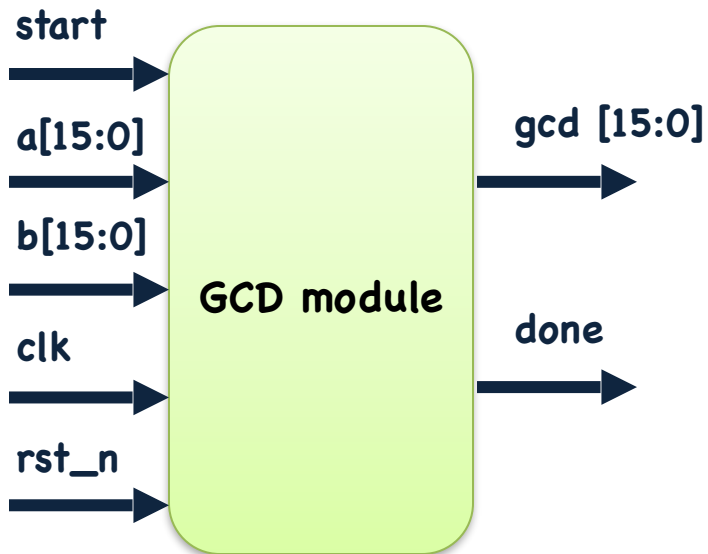 start
a[15:0]
b[15:0]
clk
rst_n
GCD module
gcd [15:0]
done